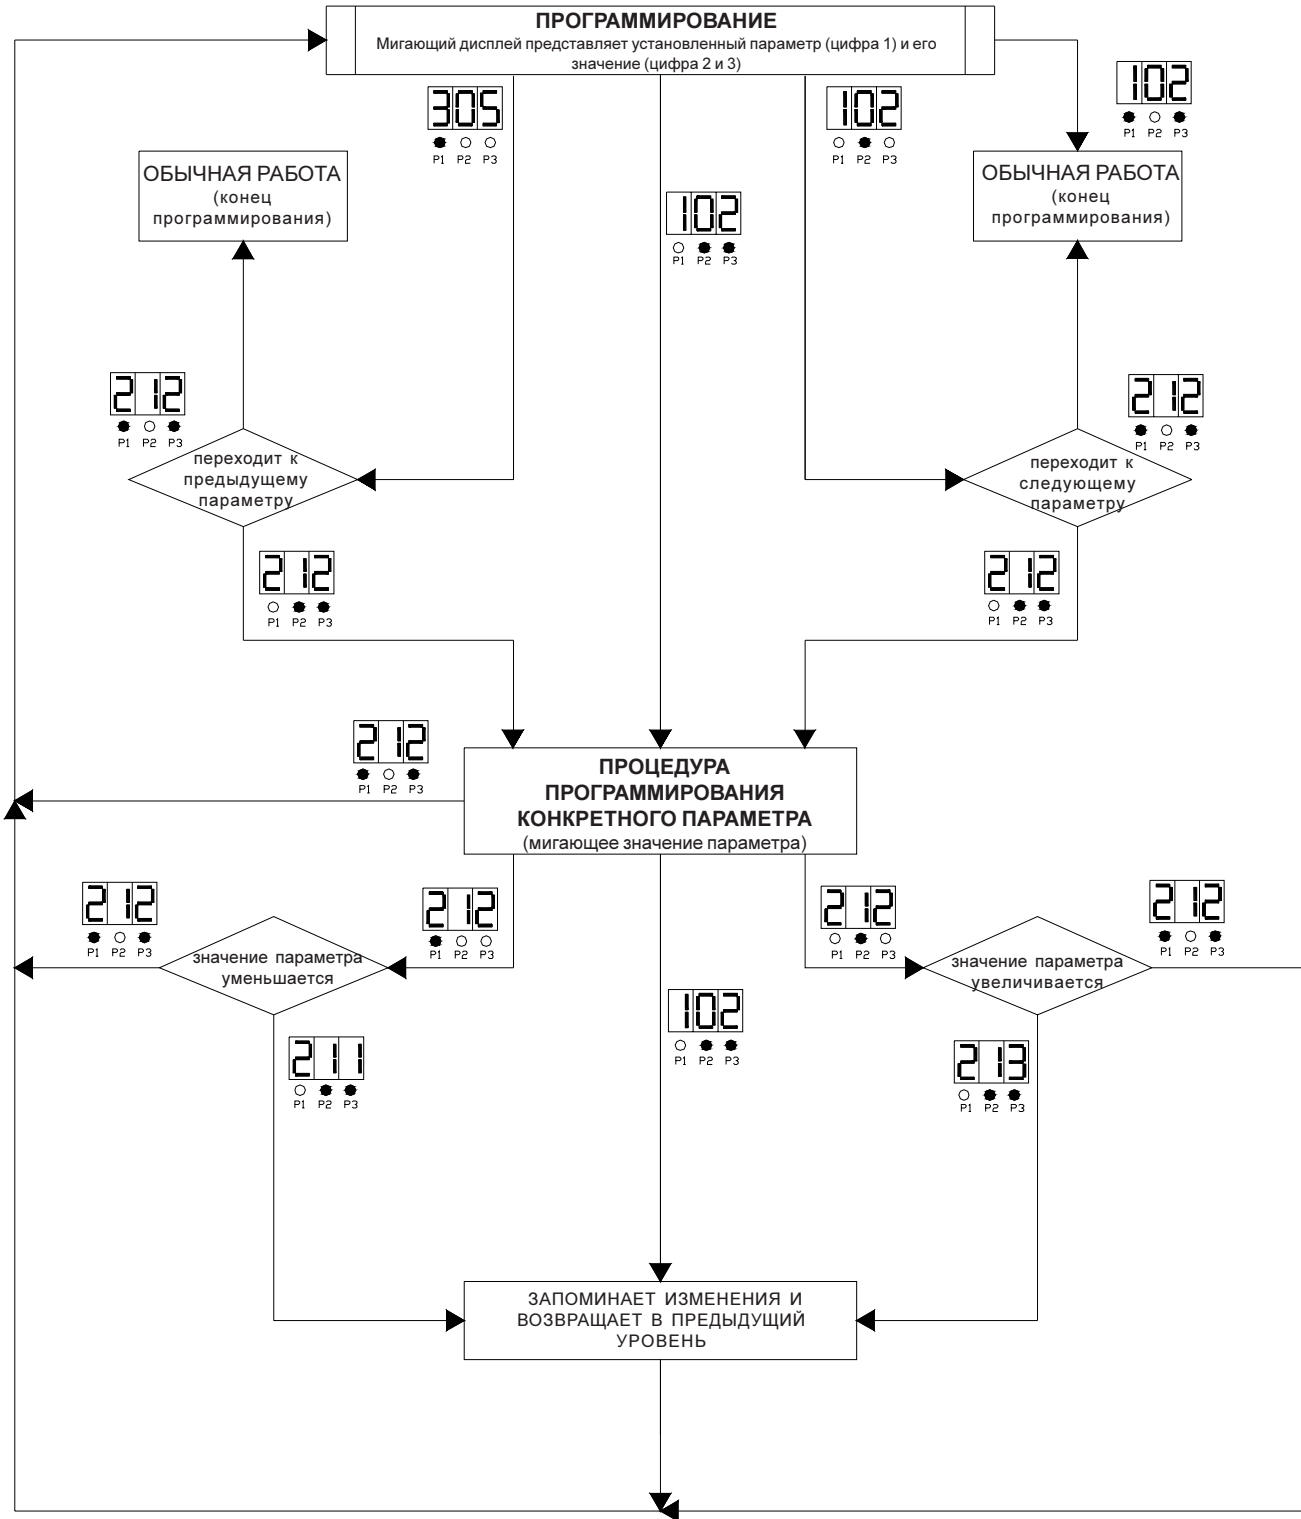 ПРОГРАММИРОВАНИЕ
Мигающий дисплей представляет установленный параметр (цифра 1) и его
значение (цифра 2 и 3)
305
P1 P2 P3
102
P1 P2 P3
102
P1 P2 P3
ОБЫЧНАЯ РАБОТА
(конец
программирования)
102
P1 P2 P3
ОБЫЧНАЯ РАБОТА
(конец
программирования)
212
P1 P2 P3
переходит к
предыдущему
параметру
212
P1 P2 P3
переходит к
следующему
параметру
212
P1 P2 P3
212
P1 P2 P3
212
P1 P2 P3
ПРОЦЕДУРА
ПРОГРАММИРОВАНИЯ
КОНКРЕТНОГО ПАРАМЕТРА
(мигающее значение параметра)
212
P1 P2 P3
значение параметра
уменьшается
212
P1 P2 P3
212
P1 P2 P3
значение параметра
увеличивается
212
P1 P2 P3
102
P1 P2 P3
211
P1 P2 P3
213
P1 P2 P3
ЗАПОМИНАЕТ ИЗМЕНЕНИЯ И
ВОЗВРАЩАЕТ В ПРЕДЫДУЩИЙ
УРОВЕНЬ